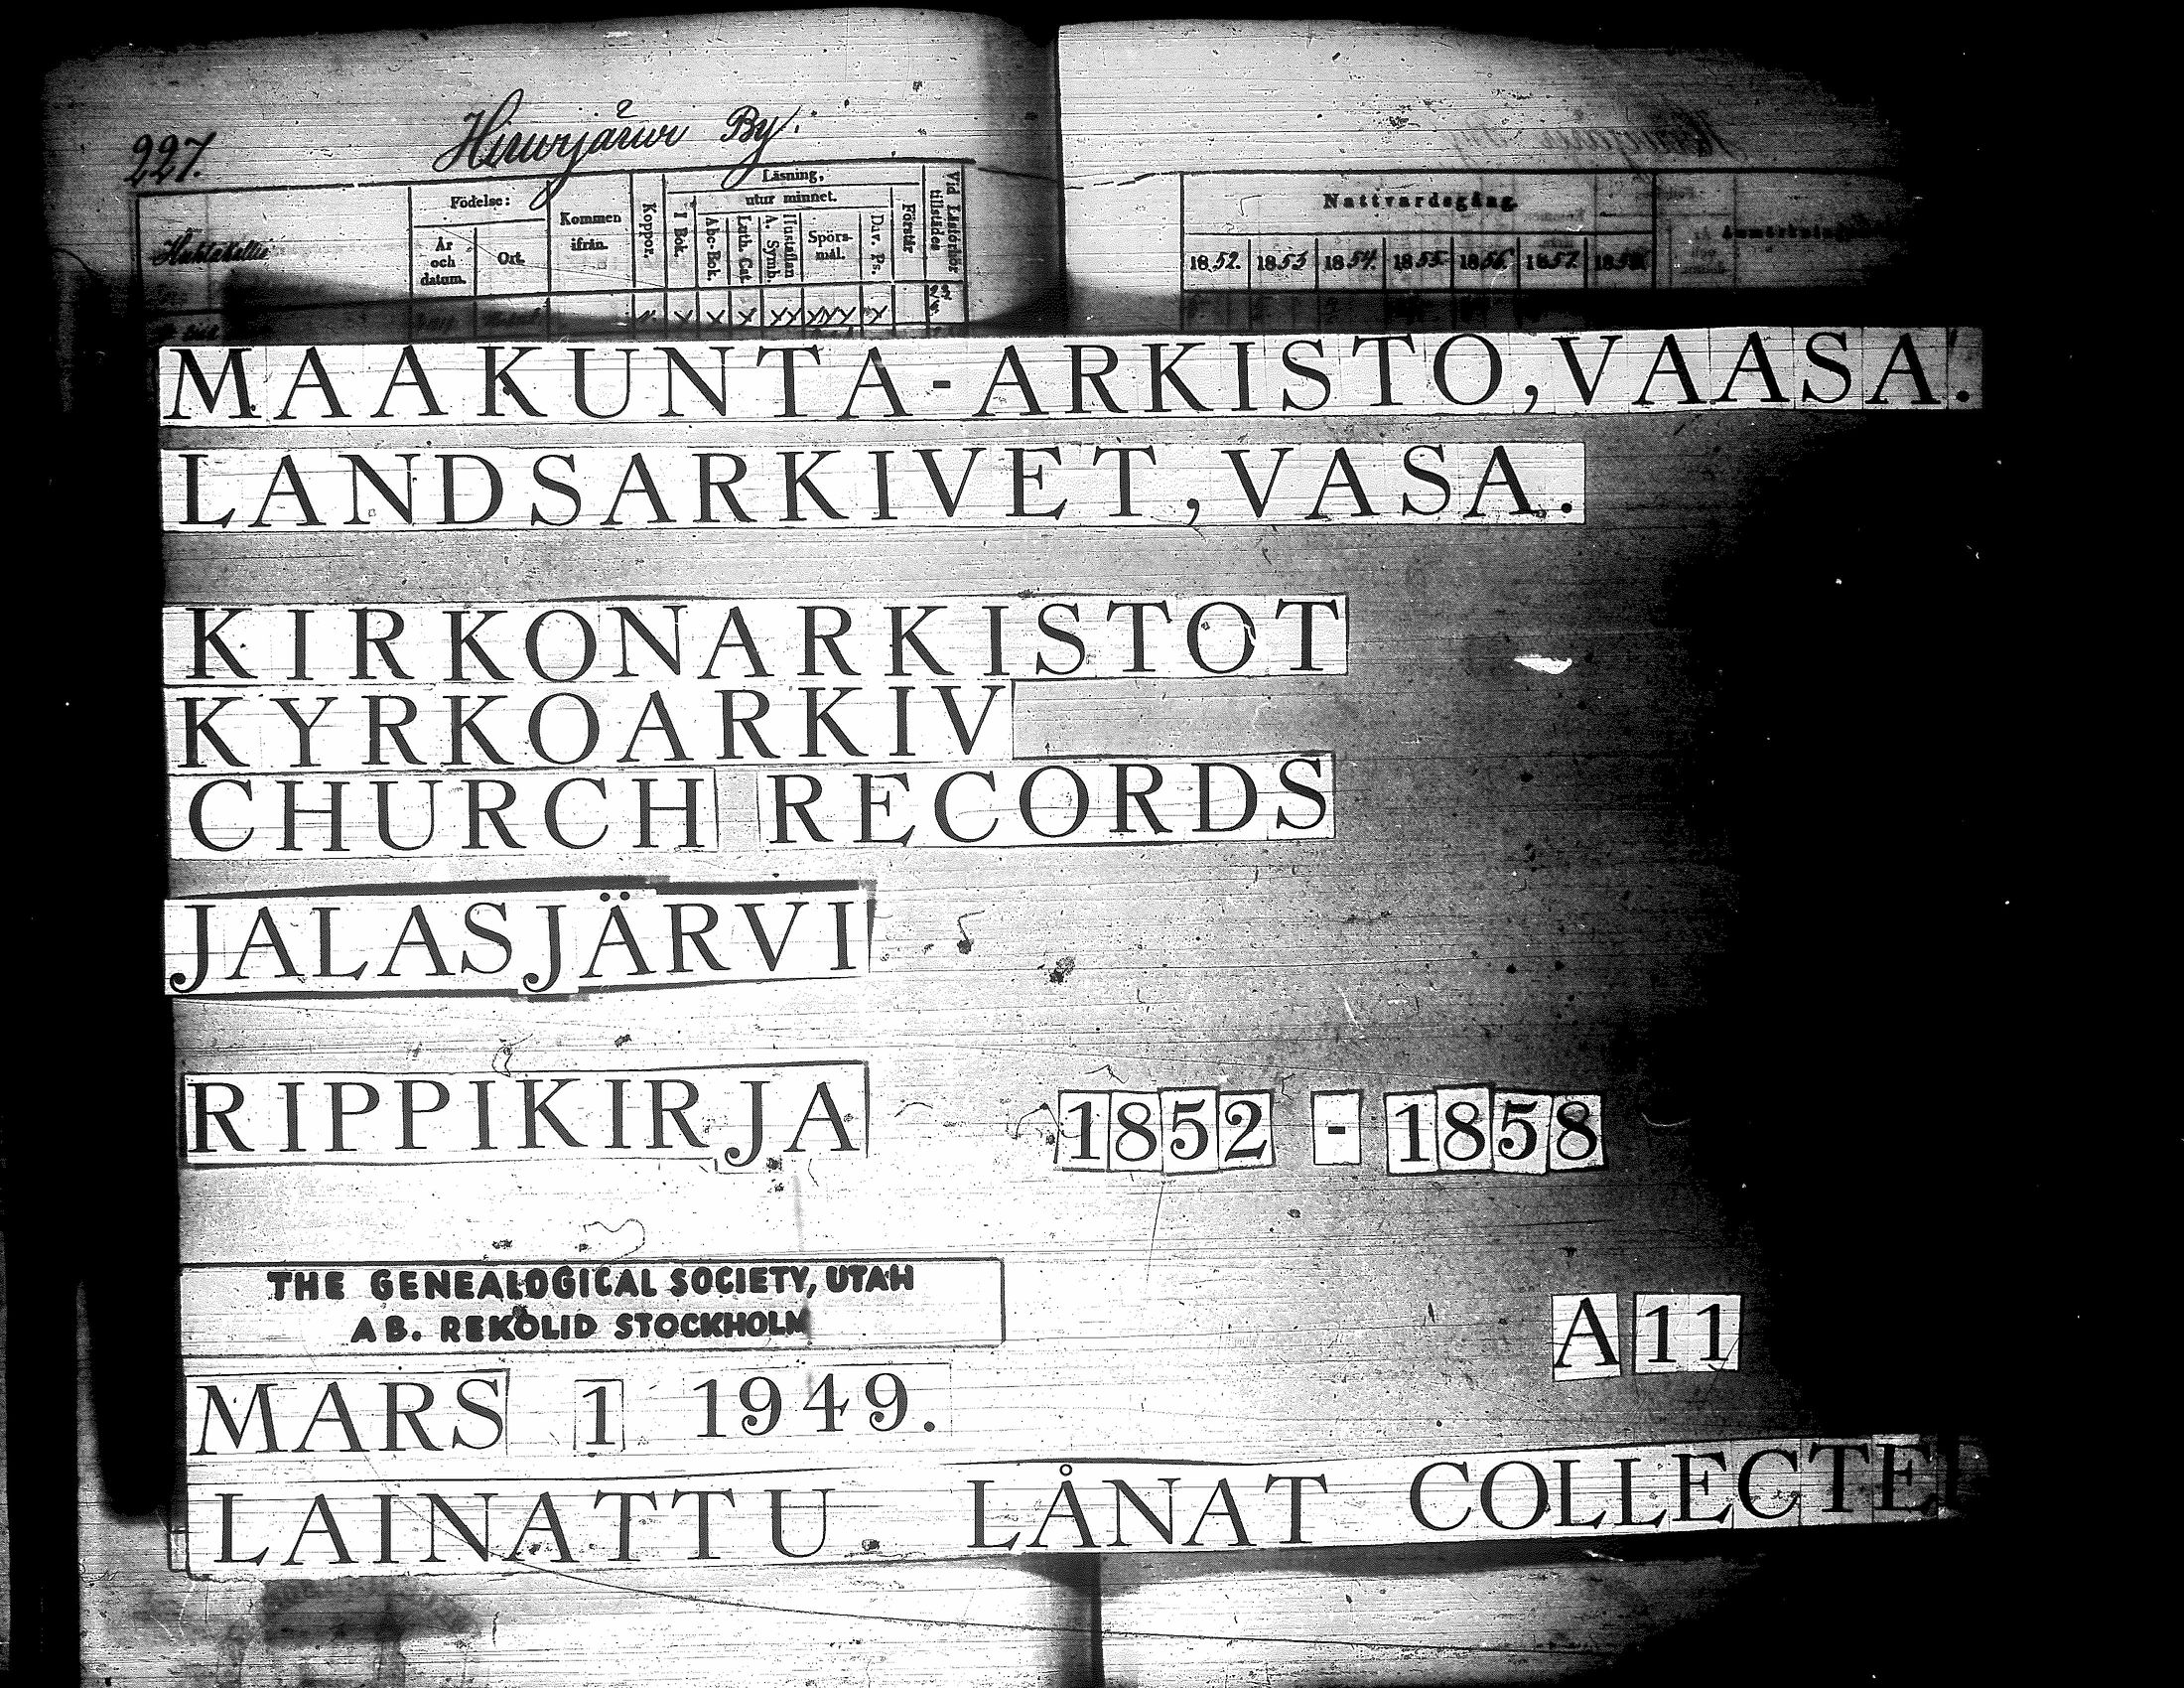 227. Hirvijärvi By.
Läsning,
Födelse: utur minnet.
Kommen ifrån. Koppor. I Bok. Abc-Bok. Luth. Cat. A. Symb. Hustaflan Spörsmål. Dav. Ps. Förstår
År och datum. Ort.
Nattvardsgång.
1852. 1853 1854. 1855. 1856. 1857. 1858.
MAAKUNTA-ARKISTO, VAASA.
LANDSARKIVET, VASA.
KIRKONARKISTOT
KYRKOARKIV
CHURCH RECORDS
JALASJÄRVI
RIPPIKIRJA 1852 - 1858
THE GENEALOGICAL SOCIETY, UTAH
AB. REKOLID STOCKHOLM
A 11
MARS 1 1949.
LAINATTU. LÅNAT COLLECTED